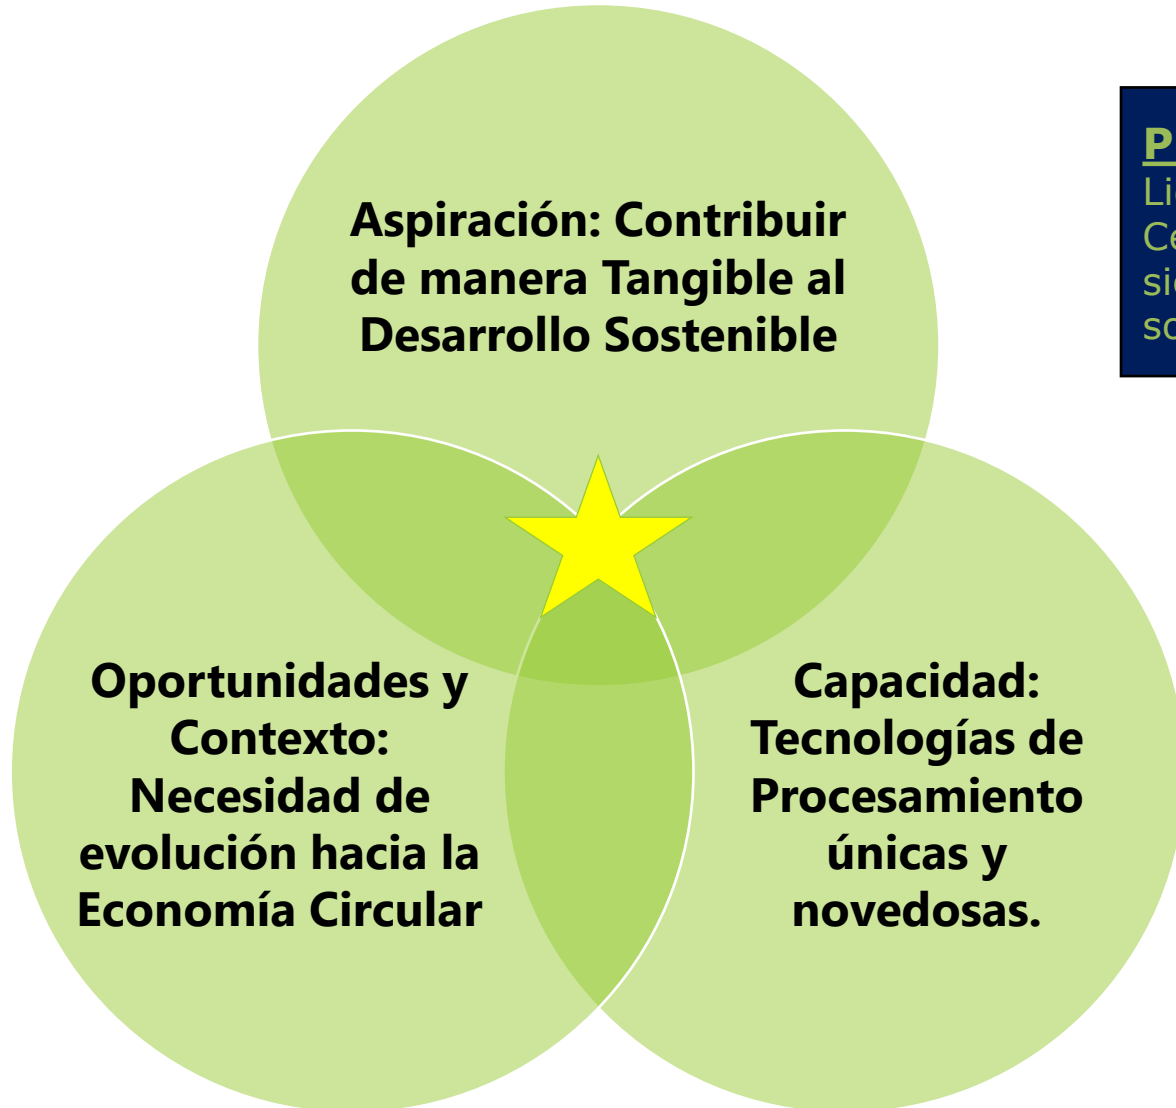 Aspiración: Contribuir
de manera Tangible al
Desarrollo Sostenible
Oportunidades y
Contexto:
Necesidad de
evolución hacia la
Economía Circular
Capacidad:
Tecnologías de
Procesamiento
únicas y
novedosas.